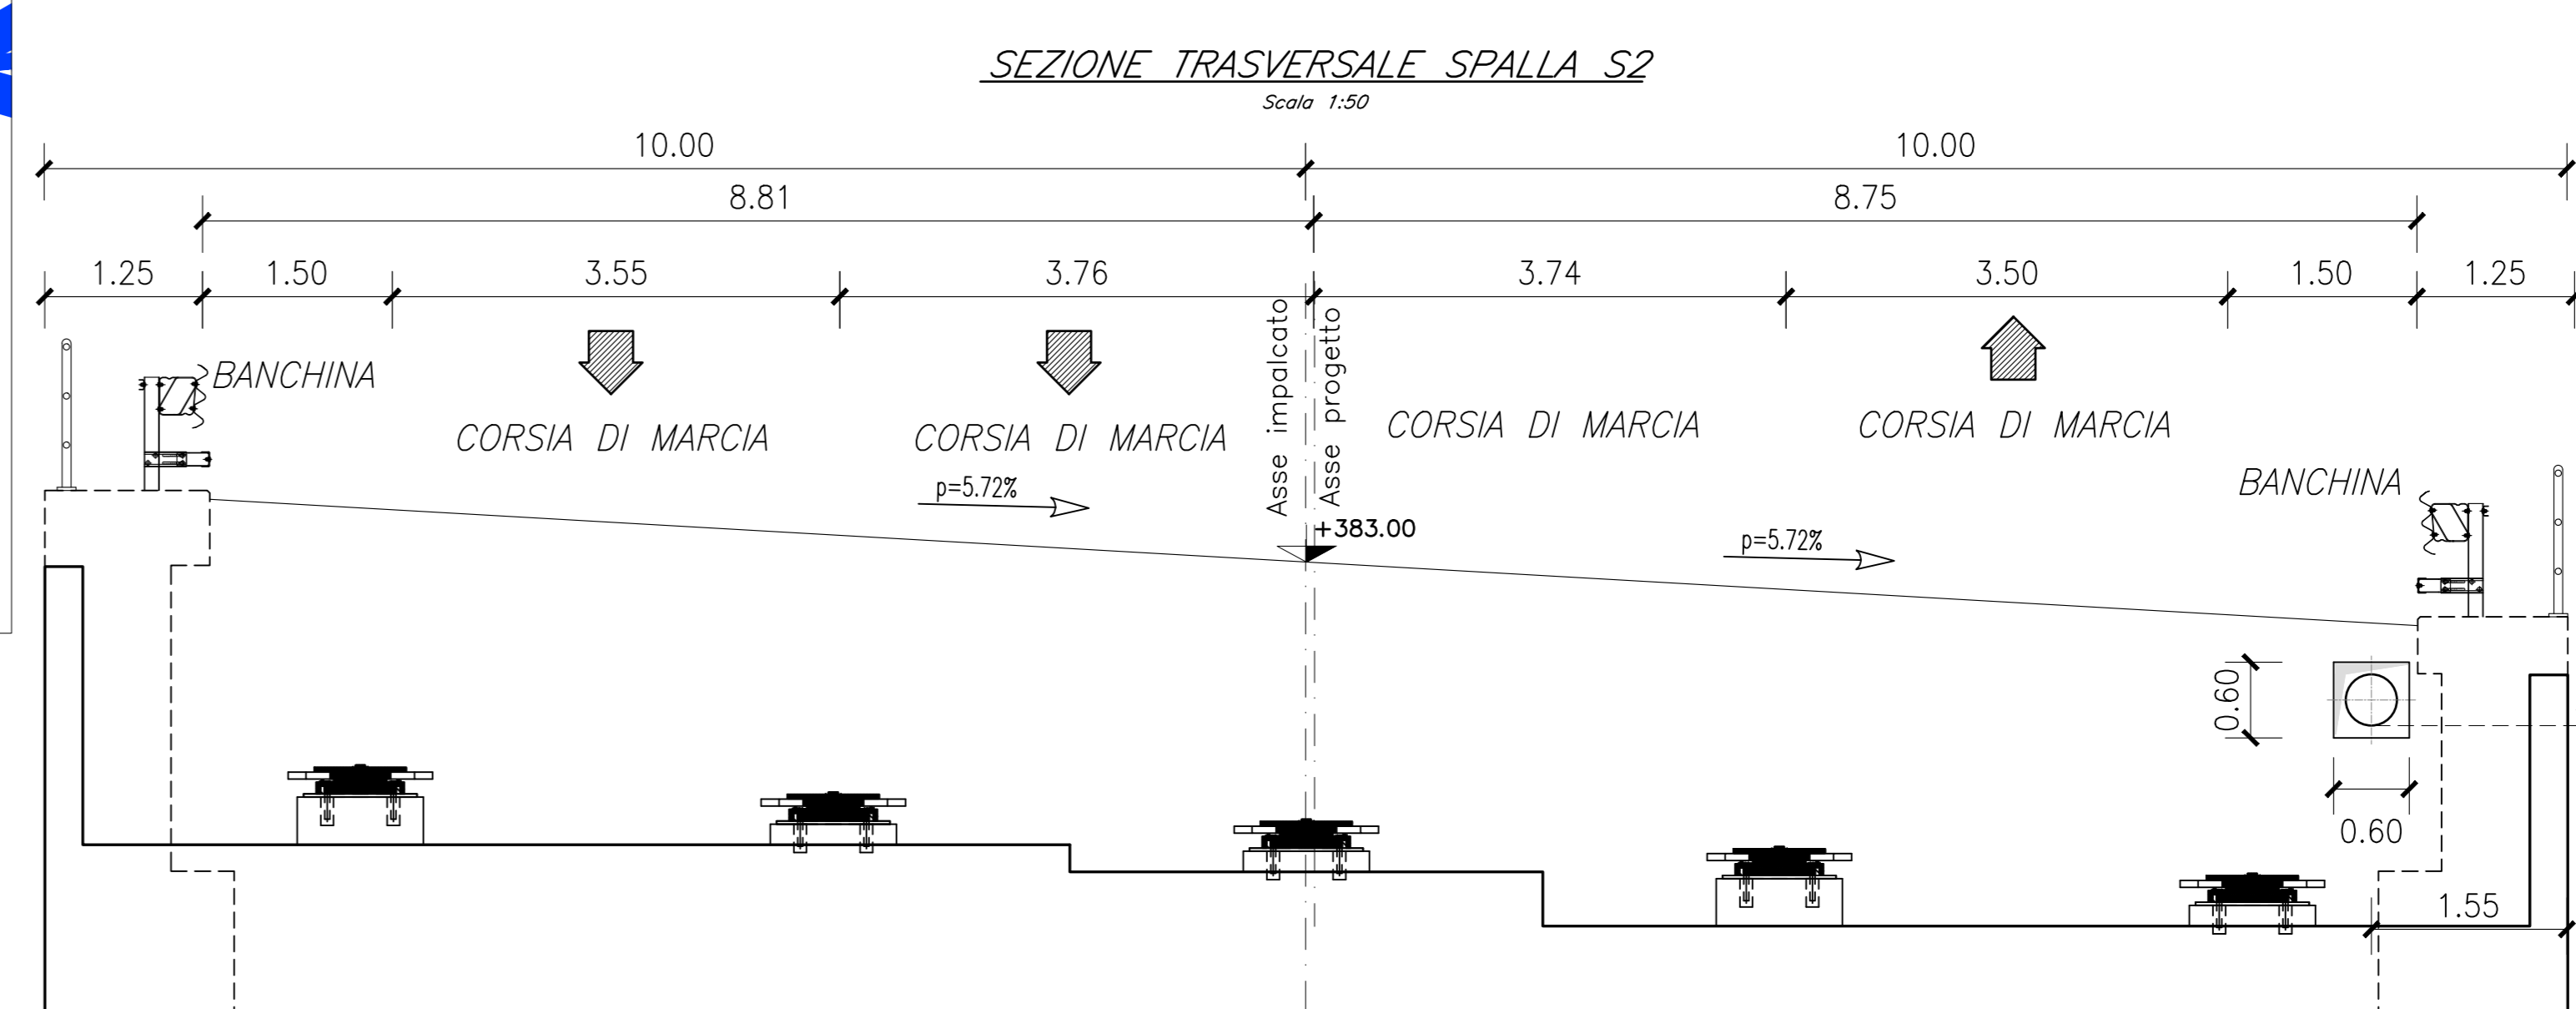 SEZIONE TRASVERSALE SPALLA S2
Scala 1:50
10.00 10.00
8.81 8.75
1.25 1.50 3.55 3.76 3.74 3.50 1.50 1.25
Asse impalcato
Asse progetto
BANCHINA
CORSIA DI MARCIA
CORSIA DI MARCIA
CORSIA DI MARCIA
CORSIA DI MARCIA
BANCHINA
p=5.72%
+383.00
p=5.72%
0.60
0.60
1.55